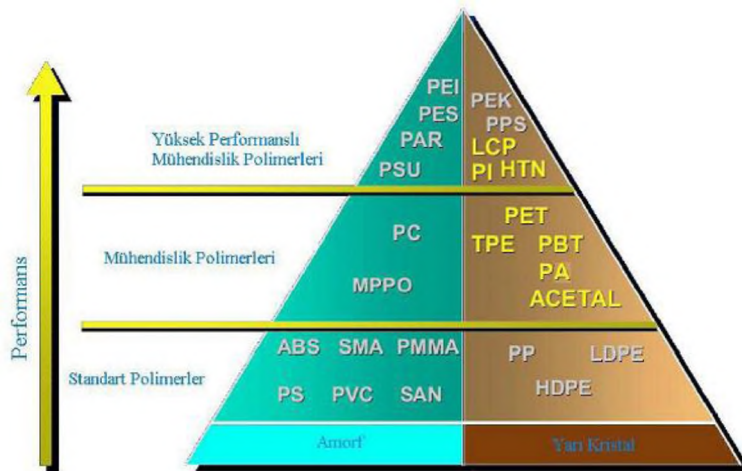 PEI
PES
PAR
PSU
PEK
PPS
LCP
PI HTN
Yüksek Performanslı
Mühendislik Polimerleri
PC
MPPO
PET
TPE PBT
PA
ACETAL
Mühendislik Polimerleri
ABS SMA PMMA
PS PVC SAN
PP LDPE
HDPE
Standart Polimerler
Performans
Amorf
Yarı Kristal